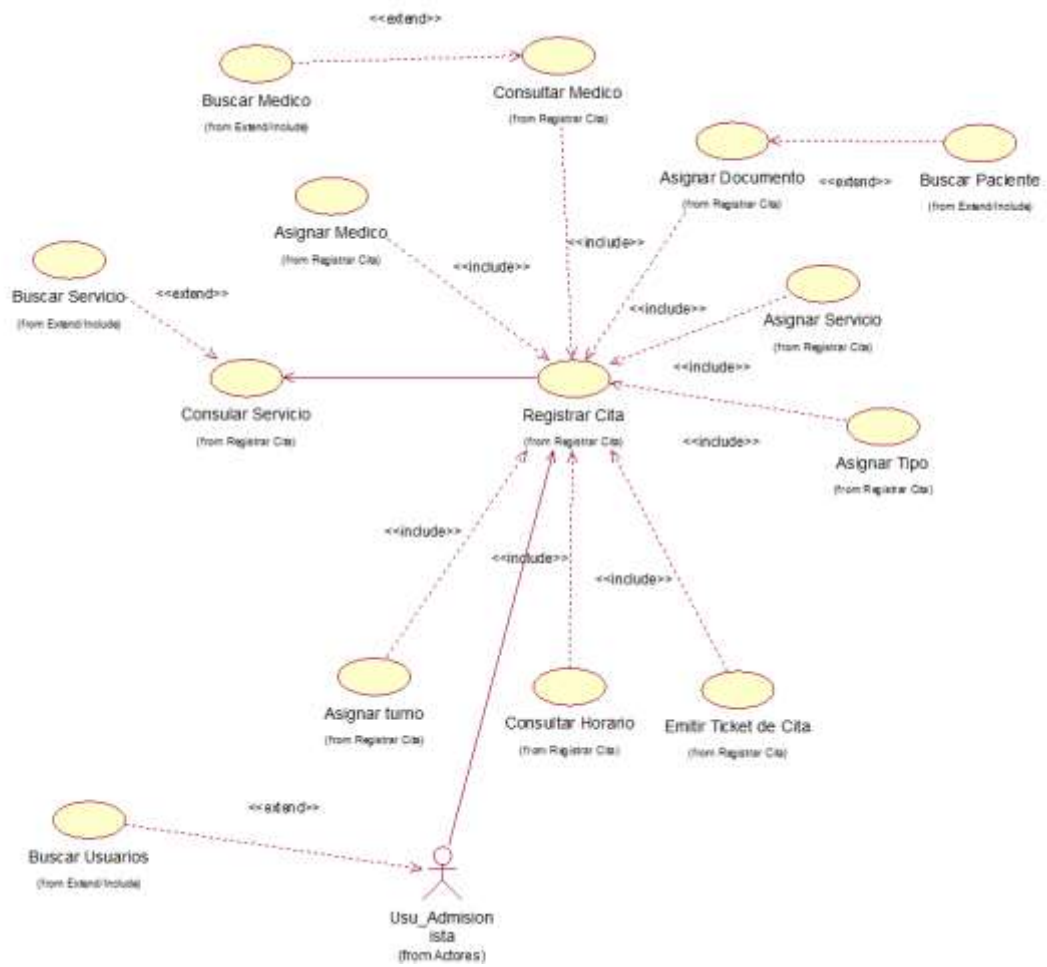 <<extend>>
Buscar Medico
(from Extend/Include)
Consultar Medico
(from Registrar Cita)
Asignar Documento
(from Registrar Cita)
<<extend>>
Buscar Paciente
(from Extend/Include)
Asignar Medico
(from Registrar Cita)
<<include>>
<<include>>
Buscar Servicio
(from Extend/Include)
<<extend>>
<<include>>
Asignar Servicio
(from Registrar Cita)
<<include>>
Consular Servicio
(from Registrar Cita)
Registrar Cita
(from Registrar Cita)
<<include>>
Asignar Tipo
(from Registrar Cita)
<<include>>
<<include>>
<<include>>
Asignar turno
(from Registrar Cita)
Consultar Horario
(from Registrar Cita)
Emitir Ticket de Cita
(from Registrar Cita)
<<extend>>
Buscar Usuarios
(from Extend/Include)
Usu_Admision
ista
(from Actores)